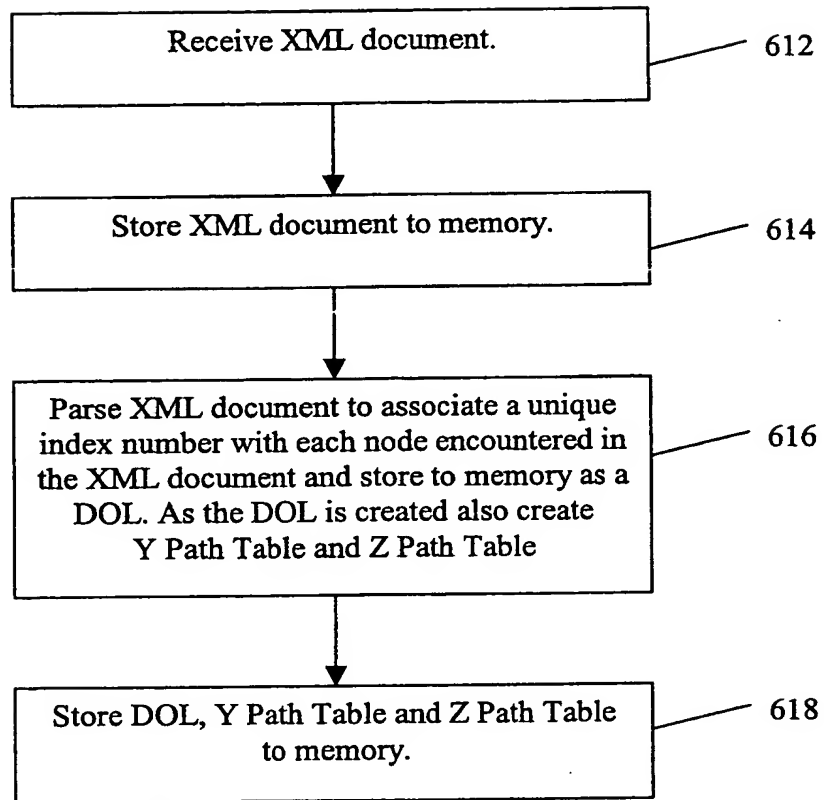 Receive XML document.
612
Store XML document to memory.
614
Parse XML document to associate a unique
index number with each node encountered in
the XML document and store to memory as a
DOL. As the DOL is created also create
Y Path Table and Z Path Table
616
Store DOL, Y Path Table and Z Path Table
to memory.
618